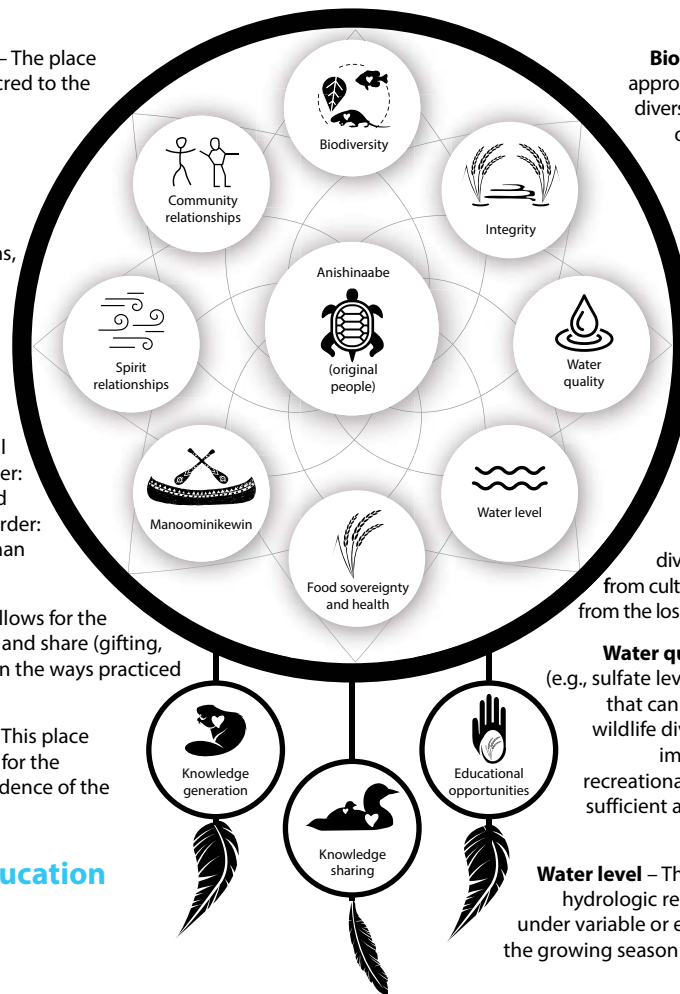 – The place
cred to the
ns,
l
er:
d
rder:
nan
llows for the
and share (gifting,
n the ways practiced
This place
for the
dence of the
ucation
Biodiversity
Community
relationships
Integrity
Anishinaabe
(original
people)
Spirit
relationships
Water
quality
Manoominikewin
Water level
Food sovereignty
and health
Knowledge
generation
Educational
opportunities
Knowledge
sharing
Bio
appro
divers
c
div
from cult
from the los
Water qu
(e.g., sulfate lev
that can
wildlife div
im
recreationa
sufficient a
Water level – Th
hydrologic re
under variable or e
the growing season